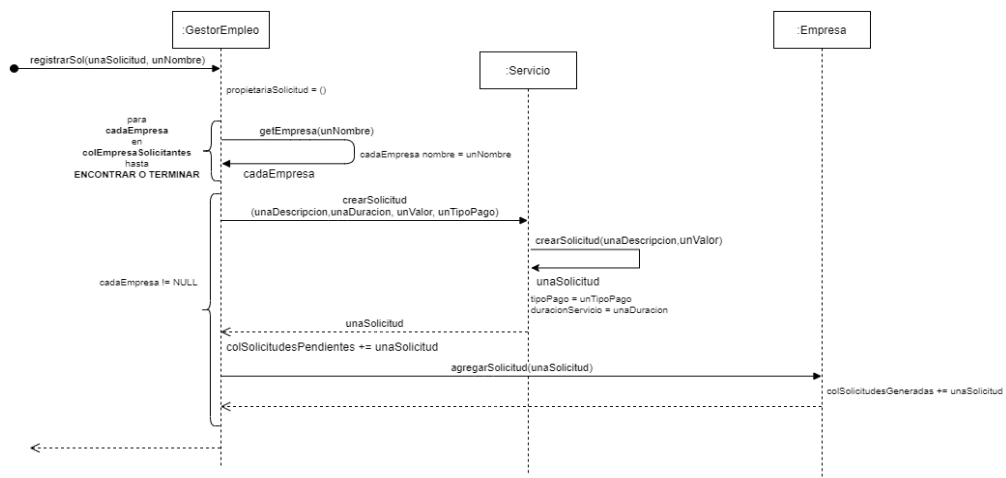 :GestorEmpleo
:Empresa
registrarSol(unaSolicitud, unNombre)
:Servicio
propietariaSolicitud = ()
para
cadaEmpresa
en
colEmpresaSolicitantes
hasta
ENCONTRAR O TERMINAR
getEmpresa(unNombre)
cadaEmpresa nombre = unNombre
cadaEmpresa
crearSolicitud
(unaDescripcion,unaDuracion, unValor, unTipoPago)
crearSolicitud(unaDescripcion,unValor)
unaSolicitud
cadaEmpresa != NULL
tipoPago = unTipoPago
duracionServicio = unaDuracion
unaSolicitud
colSolicitudesPendientes += unaSolicitud
agregarSolicitud(unaSolicitud)
colSolicitudesGeneradas += unaSolicitud